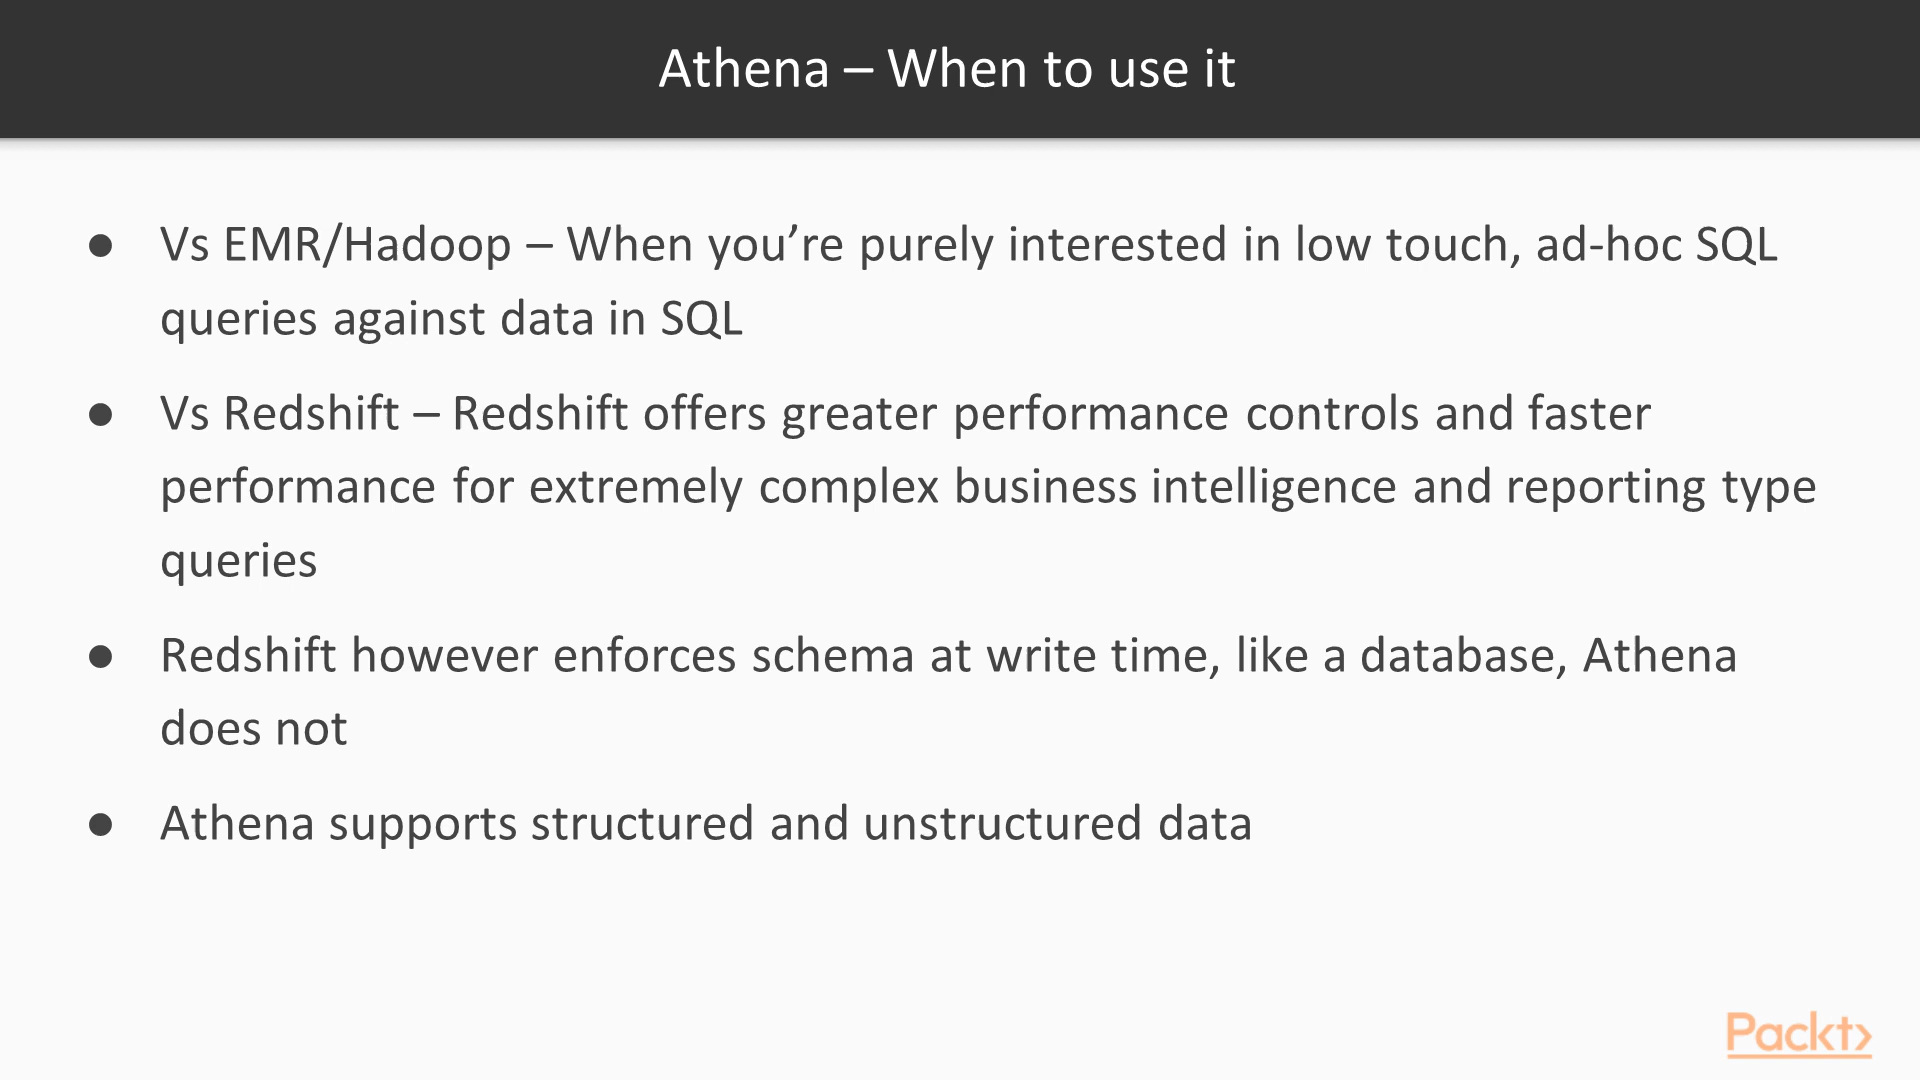 Athena – When to use it
● Vs EMR/Hadoop – When you’re purely interested in low touch, ad-hoc SQL
queries against data in SQL
● Vs Redshift – Redshift offers greater performance controls and faster
performance for extremely complex business intelligence and reporting type
queries
● Redshift however enforces schema at write time, like a database, Athena
does not
● Athena supports structured and unstructured data
Packt>